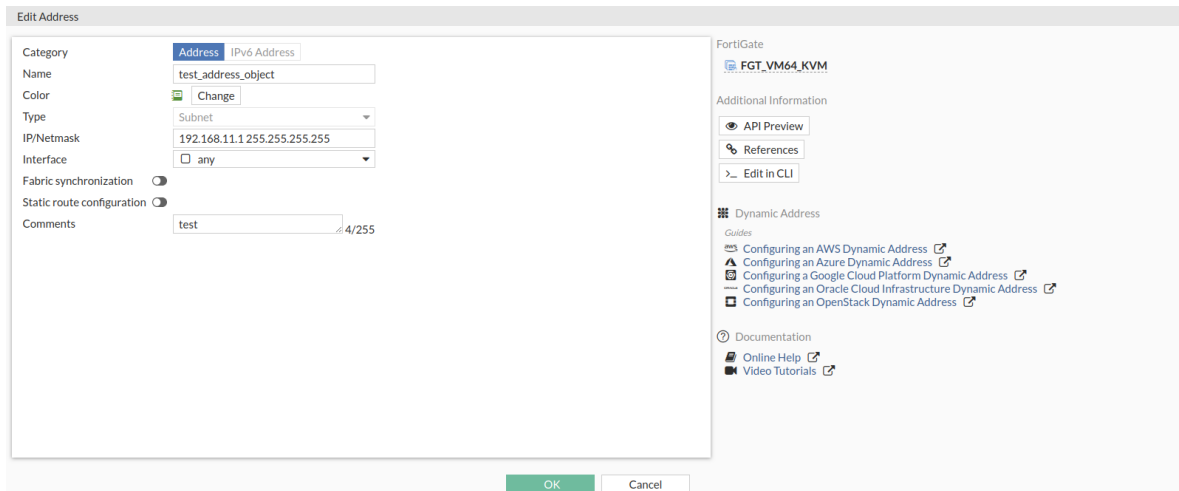 Edit Address
Category Address IPv6 Address
Name test_address_object
Color Change
Type Subnet
IP/Netmask 192.168.11.1 255.255.255.255
Interface any
Fabric synchronization
Static route configuration
Comments test 4/255
FortiGate
FGT_VM64_KVM
Additional Information
API Preview
References
>_ Edit in CLI
Dynamic Address
Guides
aws Configuring an AWS Dynamic Address
Configuring an Azure Dynamic Address
Configuring a Google Cloud Platform Dynamic Address
Configuring an Oracle Cloud Infrastructure Dynamic Address
Configuring an OpenStack Dynamic Address
Documentation
Online Help
Video Tutorials
OK Cancel